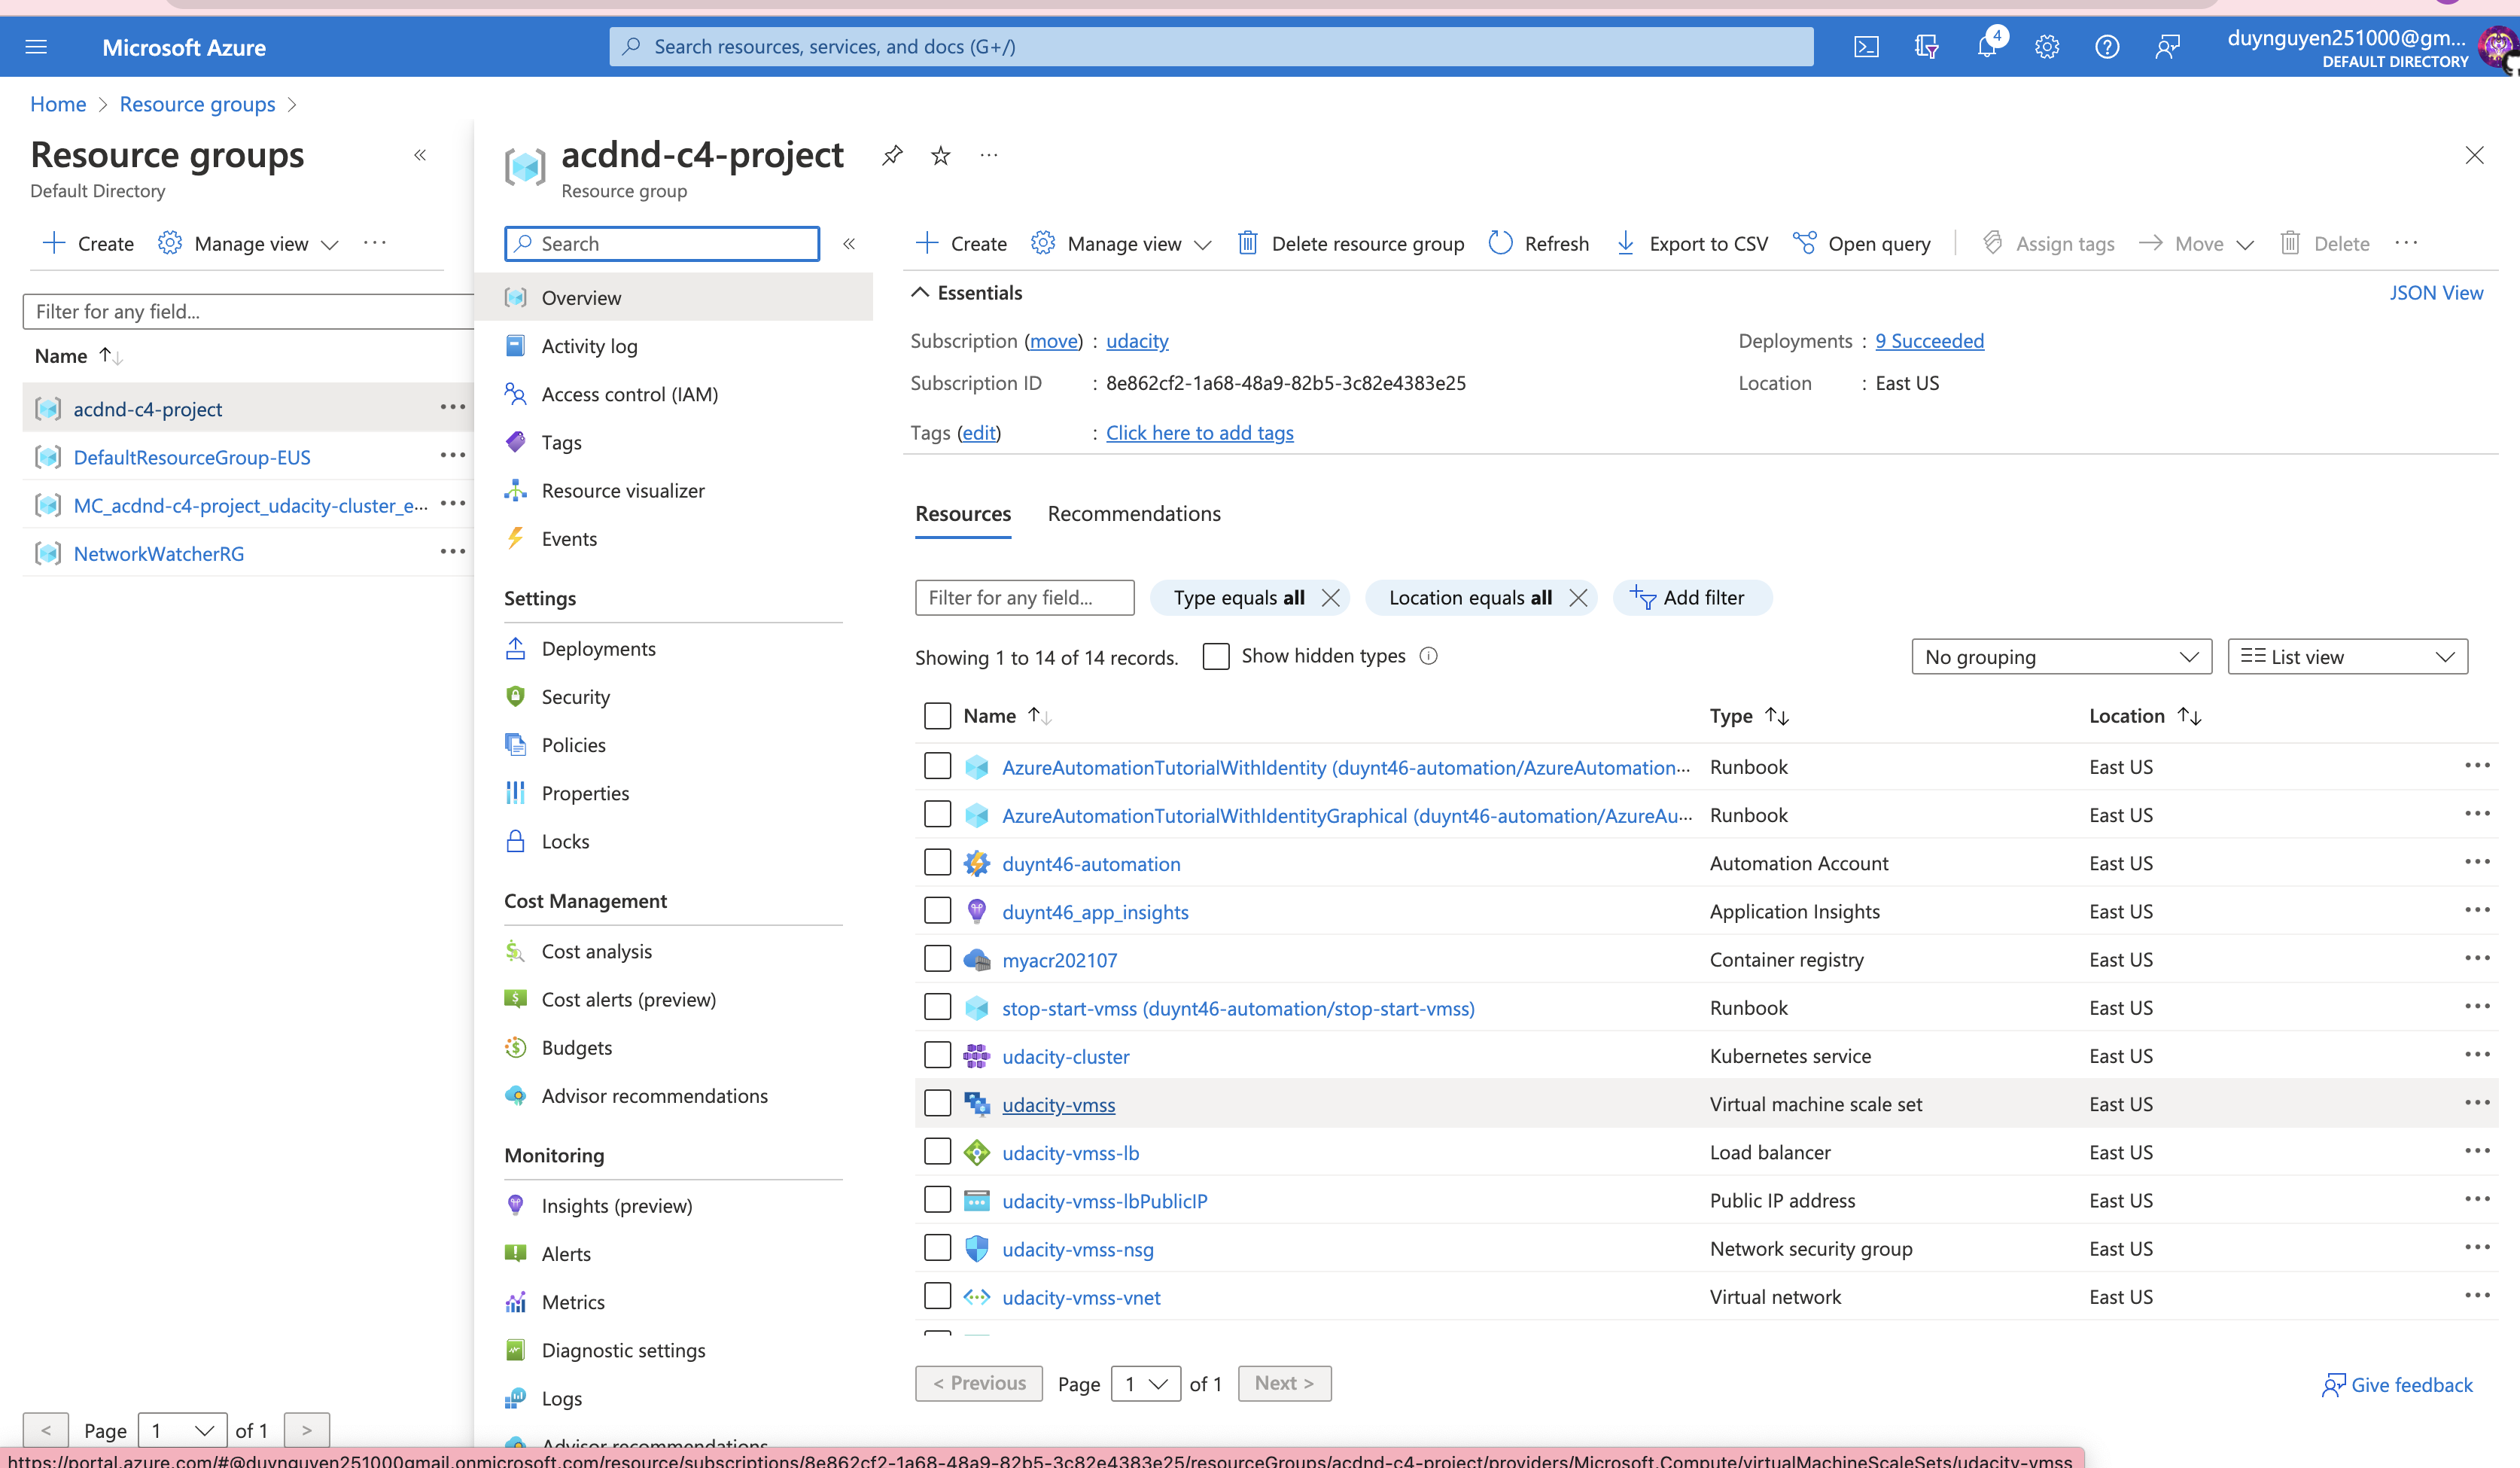 Microsoft Azure
Search resources, services, and docs (G+/)
4
duynguyen251000@gm...
DEFAULT DIRECTORY
Home > Resource groups >
Resource groups
Default Directory
Create Manage view
Filter for any field...
Name
acdnd-c4-project
DefaultResourceGroup-EUS
MC_acdnd-c4-project_udacity-cluster_e...
NetworkWatcherRG
< Page 1 of 1 >
acdnd-c4-project
Resource group
Search
Overview
Activity log
Access control (IAM)
Tags
Resource visualizer
Events
Settings
Deployments
Security
Policies
Properties
Locks
Cost Management
Cost analysis
Cost alerts (preview)
Budgets
Advisor recommendations
Monitoring
Insights (preview)
Alerts
Metrics
Diagnostic settings
Logs
Advisor recommendations
Create Manage view Delete resource group Refresh Export to CSV Open query Assign tags Move Delete
Essentials
JSON View
Subscription (move) : udacity
Deployments : 9 Succeeded
Subscription ID : 8e862cf2-1a68-48a9-82b5-3c82e4383e25
Location : East US
Tags (edit) : Click here to add tags
Resources Recommendations
Filter for any field... Type equals all Location equals all Add filter
Showing 1 to 14 of 14 records. Show hidden types No grouping List view
Name Type Location
AzureAutomationTutorialWithIdentity (duynt46-automation/AzureAutomation... Runbook East US
AzureAutomationTutorialWithIdentityGraphical (duynt46-automation/AzureAu... Runbook East US
duynt46-automation Automation Account East US
duynt46_app_insights Application Insights East US
myacr202107 Container registry East US
stop-start-vmss (duynt46-automation/stop-start-vmss) Runbook East US
udacity-cluster Kubernetes service East US
udacity-vmss Virtual machine scale set East US
udacity-vmss-lb Load balancer East US
udacity-vmss-lbPublicIP Public IP address East US
udacity-vmss-nsg Network security group East US
udacity-vmss-vnet Virtual network East US
< Previous Page 1 of 1 Next >
Give feedback
https://portal.azure.com/#@duynguyen251000gmail.onmicrosoft.com/resource/subscriptions/8e862cf2-1a68-48a9-82b5-3c82e4383e25/resourceGroups/acdnd-c4-project/providers/Microsoft.Compute/virtualMachineScaleSets/udacity-vmss